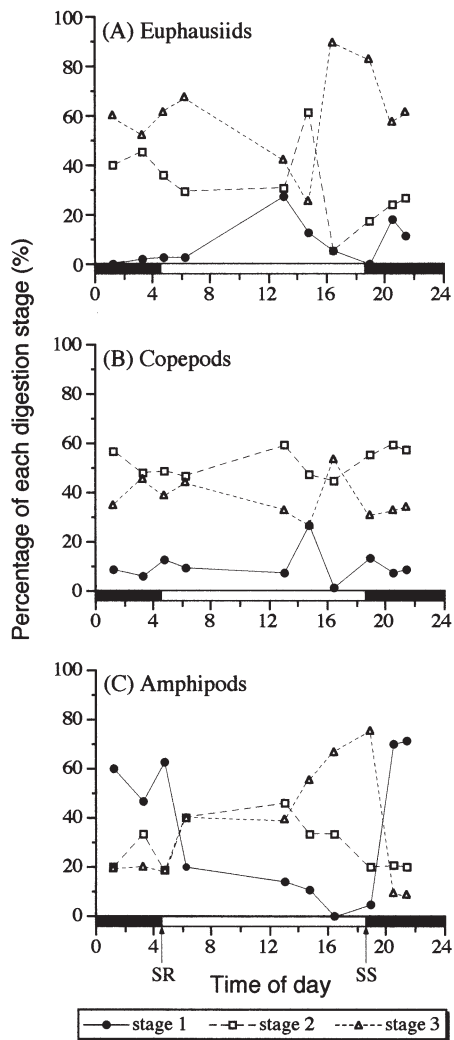 (A) Euphausiids
100
80
60
40
20
0
0 4 8 12 16 20 24
(B) Copepods
100
80
60
40
20
0
0 4 8 12 16 20 24
(C) Amphipods
100
80
60
40
20
0
0 4 8 12 16 20 24
SR
SS
Time of day
Percentage of each digestion stage (%)
stage 1 stage 2 stage 3